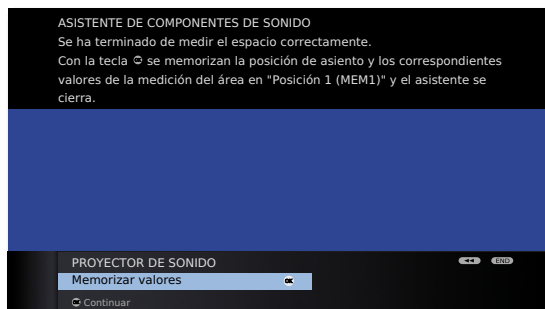 ASISTENTE DE COMPONENTES DE SONIDO
Se ha terminado de medir el espacio correctamente.
Con la tecla OK se memorizan la posición de asiento y los correspondientes
valores de la medición del área en "Posición 1 (MEM1)" y el asistente se
cierra.
PROYECTOR DE SONIDO
END
Memorizar valores OK
OK Continuar